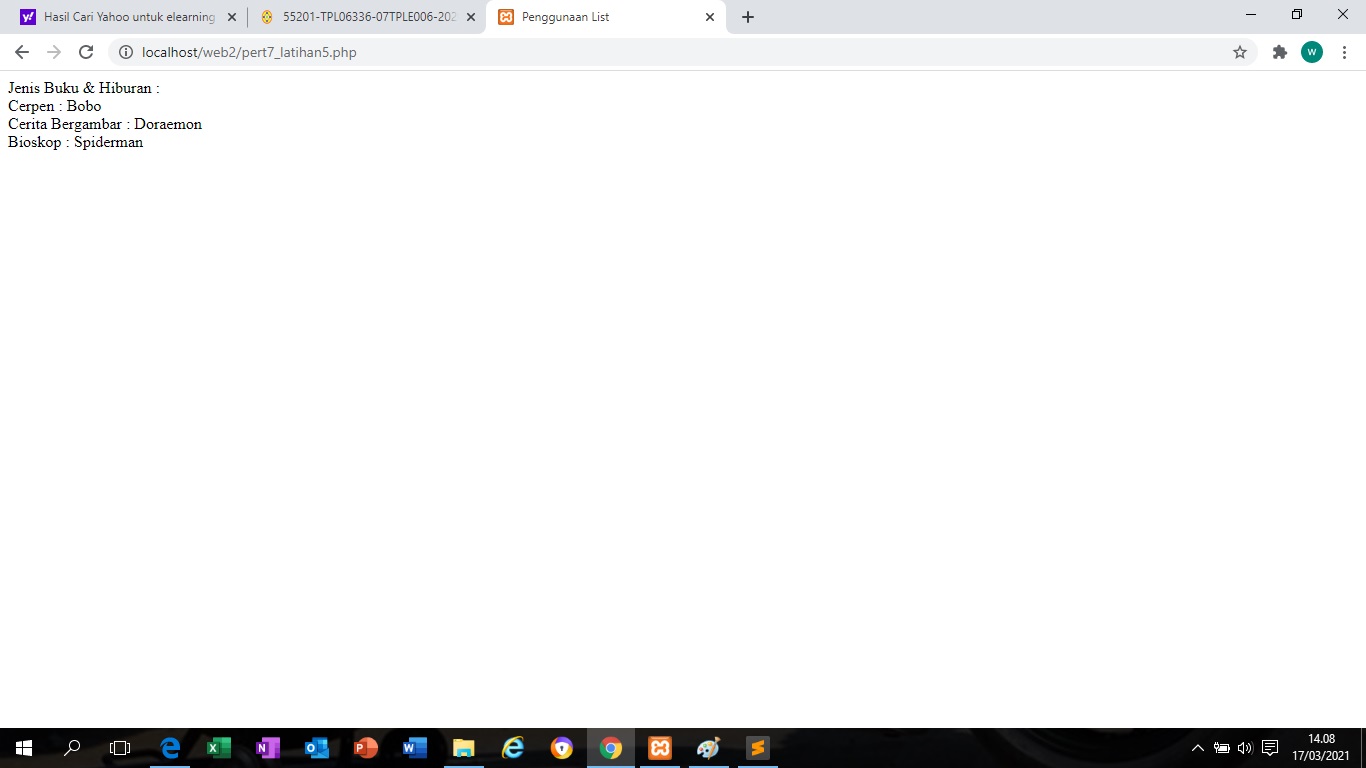 Hasil Cari Yahoo untuk elearning
55201-TPL06336-07TPLE006-202
Penggunaan List
localhost/web2/pert7_latihan5.php
W
Jenis Buku & Hiburan :
Cerpen : Bobo
Cerita Bergambar : Doraemon
Bioskop : Spiderman
14.08
17/03/2021